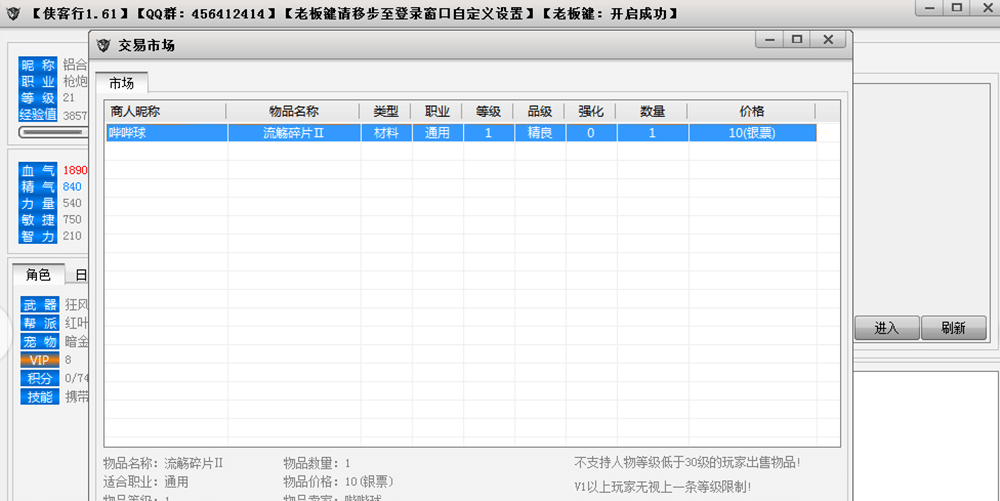 【侠客行1.61】【QQ群：456412414】【老板键请移步至登录窗口自定义设置】【老板键：开启成功】
交易市场
市场
商人昵称 物品名称 类型 职业 等级 品级 强化 数量 价格
哔哔球 流觞碎片Ⅱ 材料 通用 1 精良 0 1 10(银票)
昵称 铝合
职业 枪炮
等级 21
经验值 3857
血气 1890
精气 840
力量 540
敏捷 750
智力 210
角色 日
武器 狂风
帮派 红叶
宠物 暗金
VIP 8
积分 0/74
技能 携带
进入 刷新
物品名称：流觞碎片Ⅱ 物品数量：1 不支持人物等级低于30级的玩家出售物品!
适合职业：通用 物品价格：10(银票) V1以上玩家无视上一条等级限制!
物品等级：1 物品卖家：哔哔球